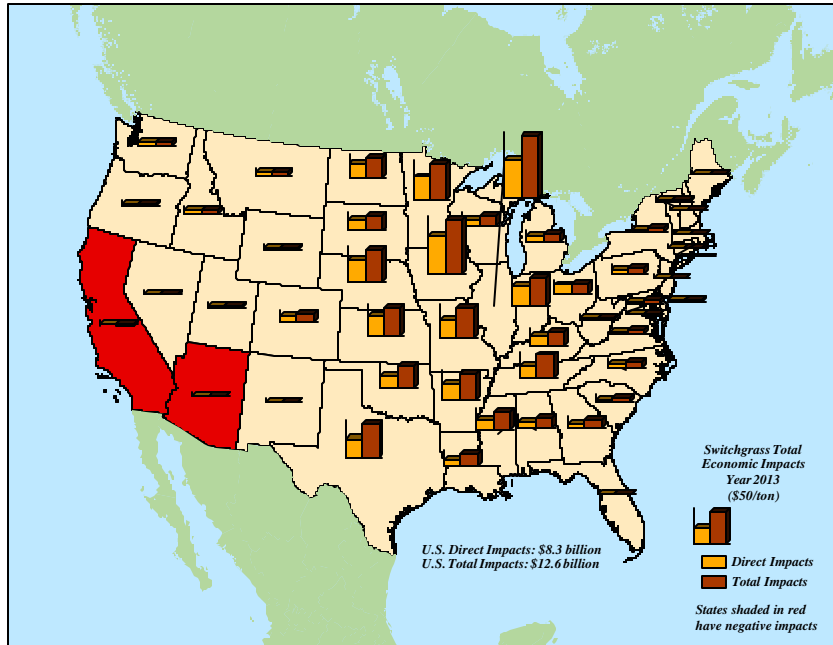 Switchgrass Total
Economic Impacts
Year 2013
($50/ton)
U.S. Direct Impacts: $8.3 billion
U.S. Total Impacts: $12.6 billion
Direct Impacts
Total Impacts
States shaded in red
have negative impacts